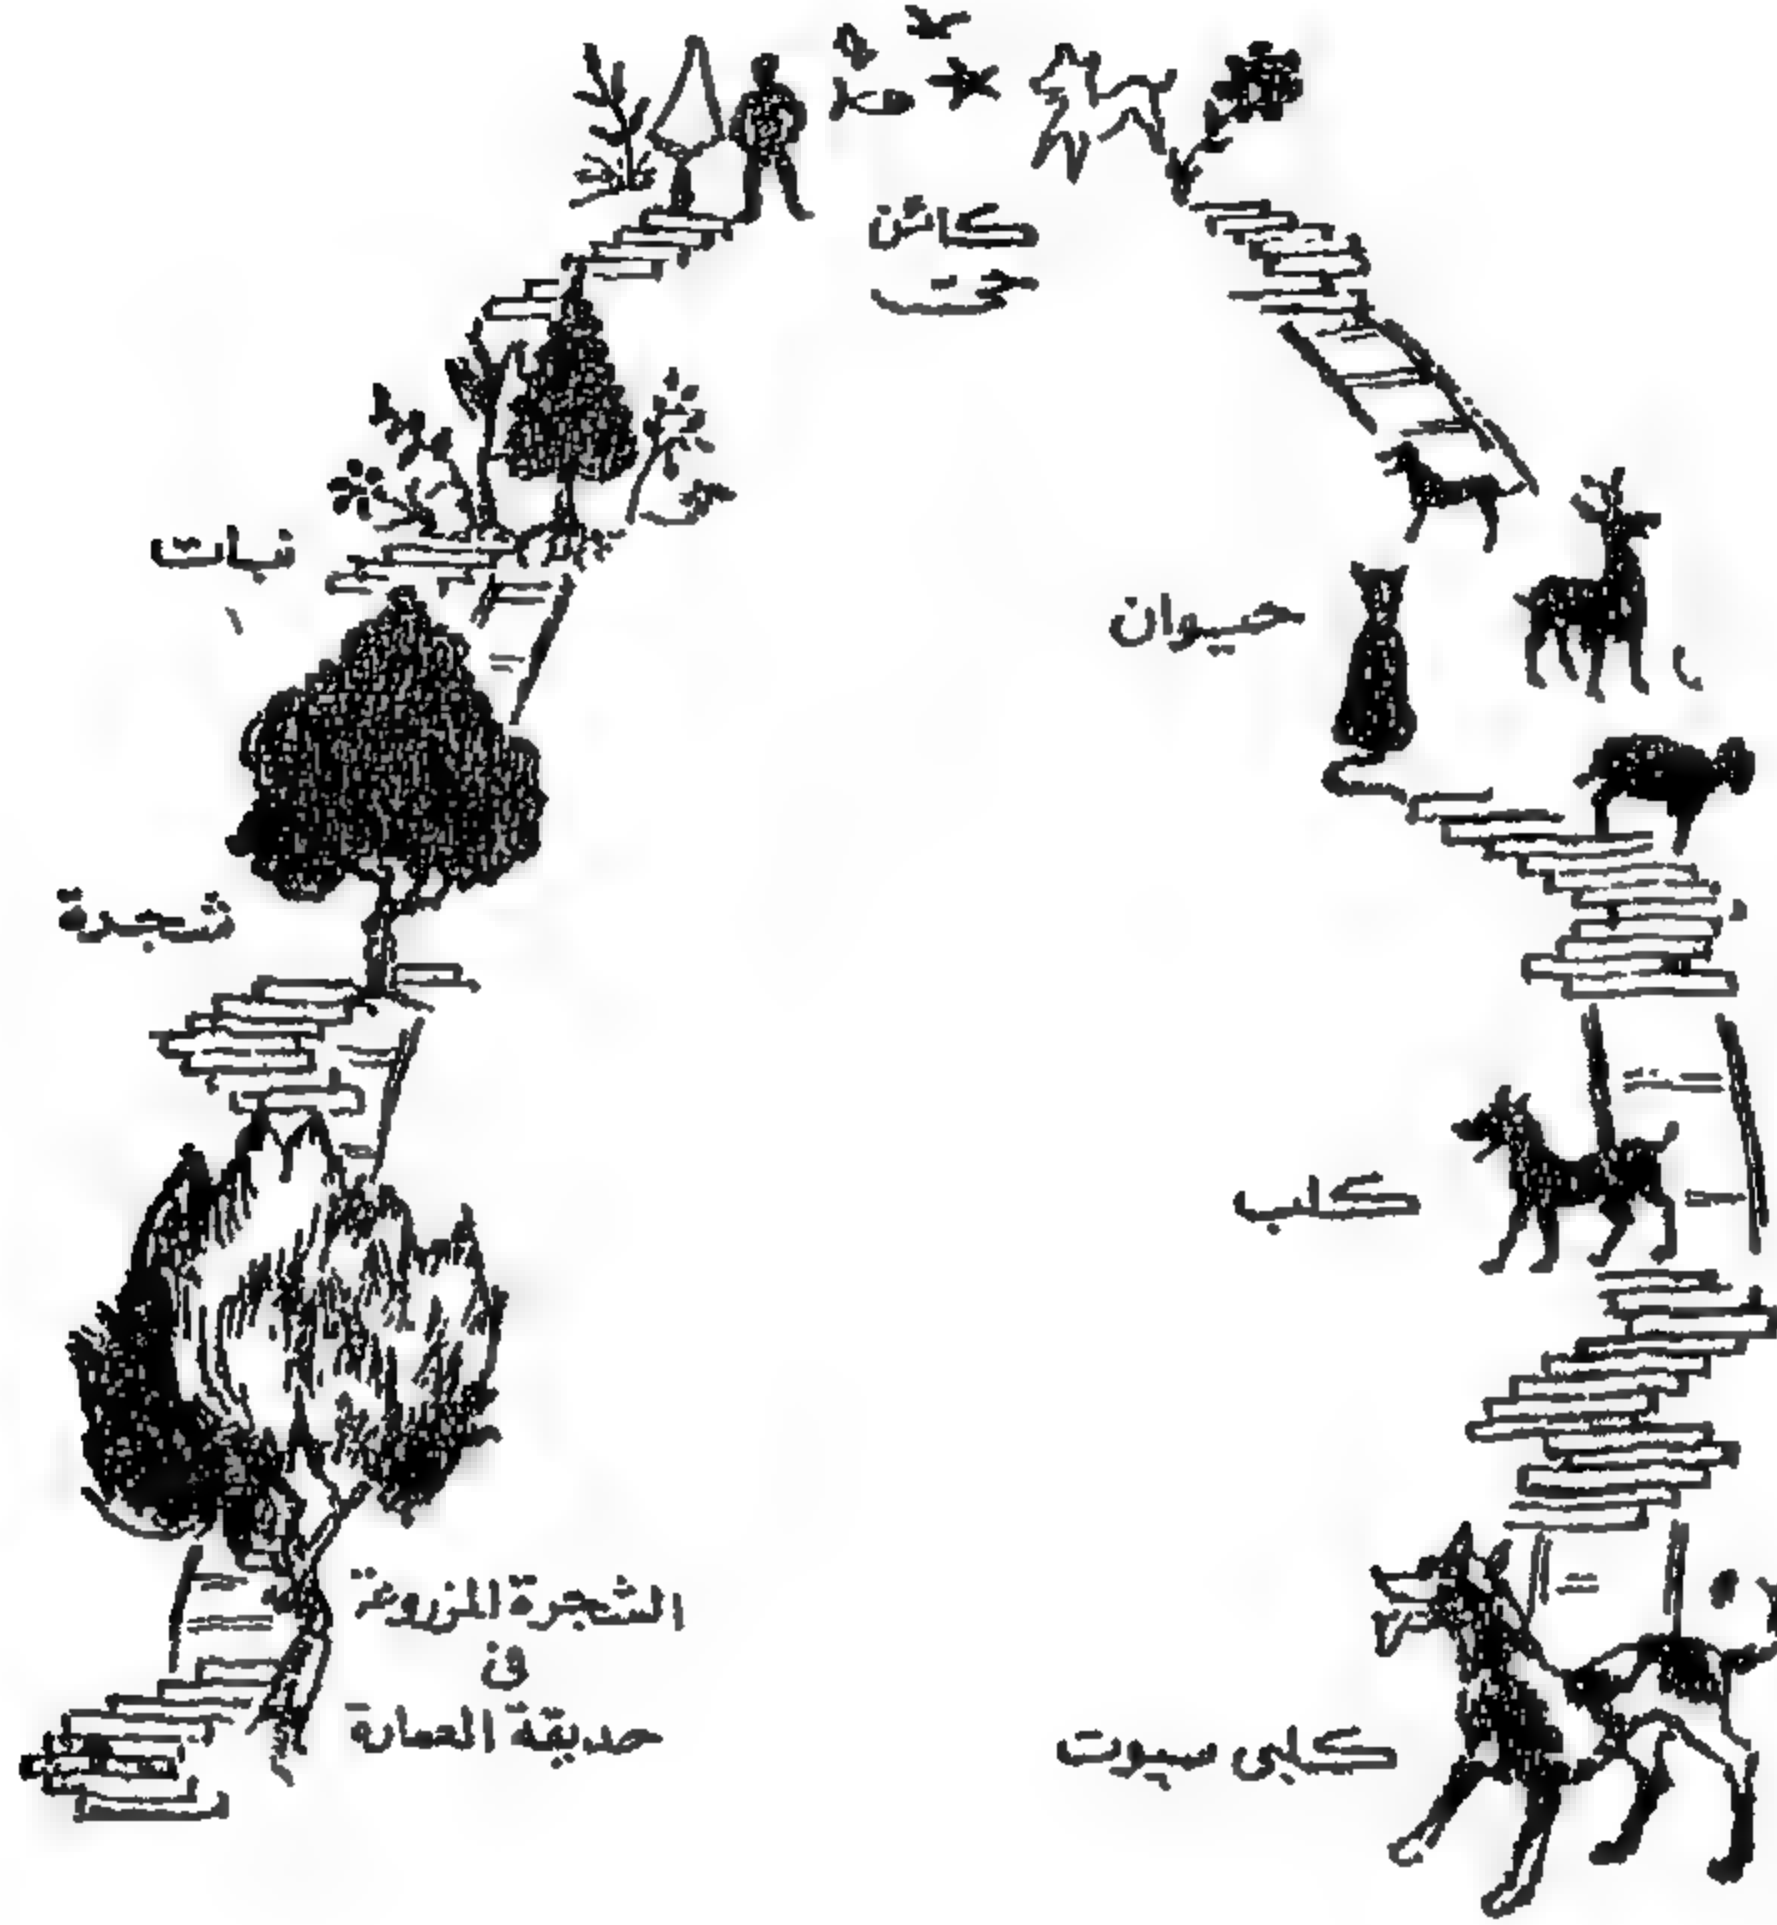 كائن
حي
نبات
حيوان
شجرة
كلب
الشجرة المزروعة
في
حديقة العمارة
كلبي سبوت